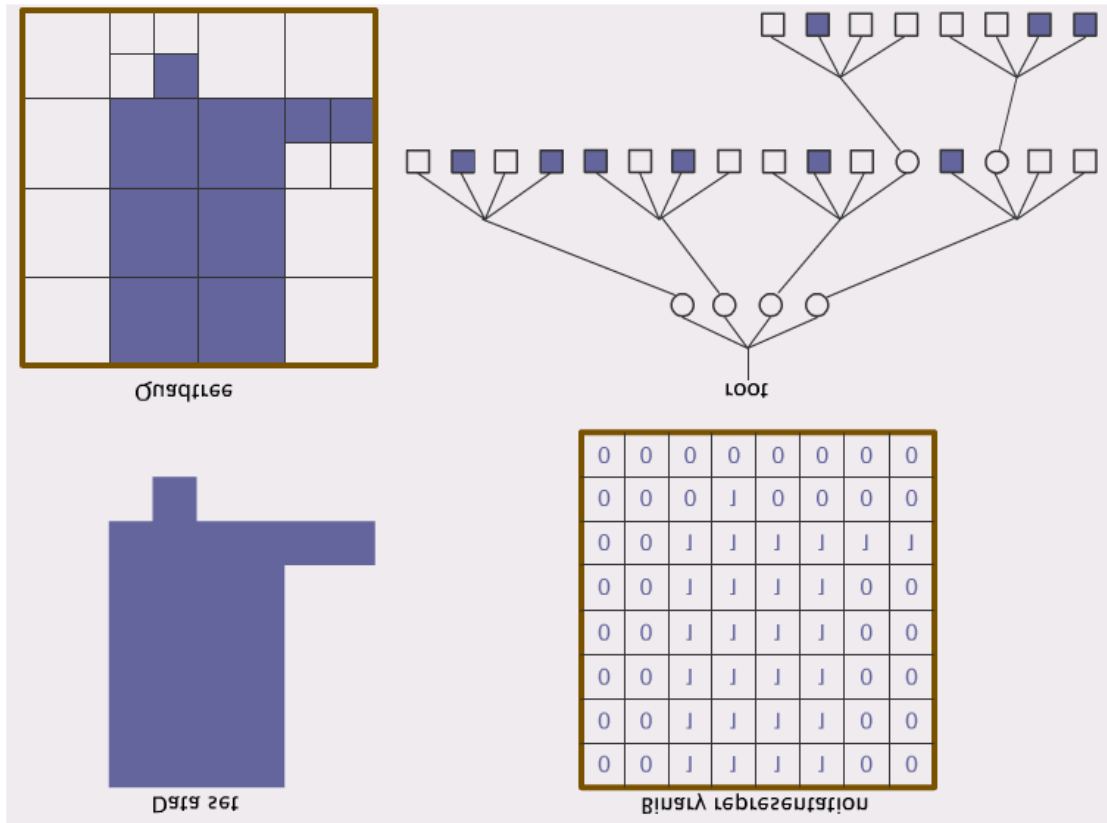 Quadtree
root
0 0 0 0 0 0 0 0
0 0 0 1 0 0 0 0
0 0 1 1 1 1 1 1
0 0 1 1 1 1 0 0
0 0 1 1 1 1 0 0
0 0 1 1 1 1 0 0
0 0 1 1 1 1 0 0
0 0 1 1 1 1 0 0
Data set
Binary representation